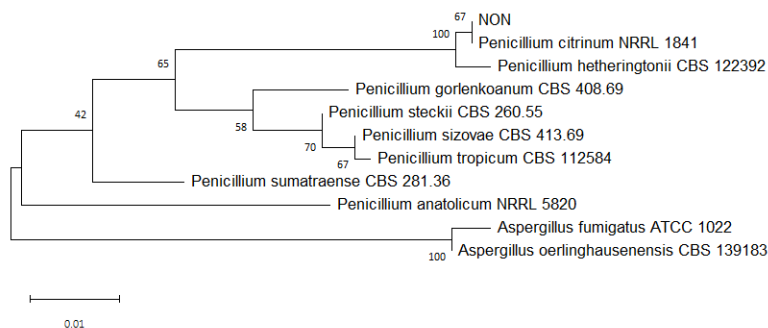 67
NON
100
Penicillium citrinum NRRL 1841
65
Penicillium hetheringtonii CBS 122392
Penicillium gorlenkoanum CBS 408.69
42
Penicillium steckii CBS 260.55
58
Penicillium sizovae CBS 413.69
70
67
Penicillium tropicum CBS 112584
Penicillium sumatraense CBS 281.36
Penicillium anatolicum NRRL 5820
Aspergillus fumigatus ATCC 1022
Aspergillus oerlinghausenensis CBS 139183
100
0.01